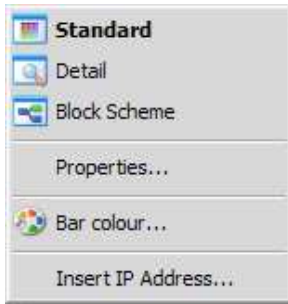 Standard
Detail
Block Scheme
Properties...
Bar colour...
Insert IP Address...